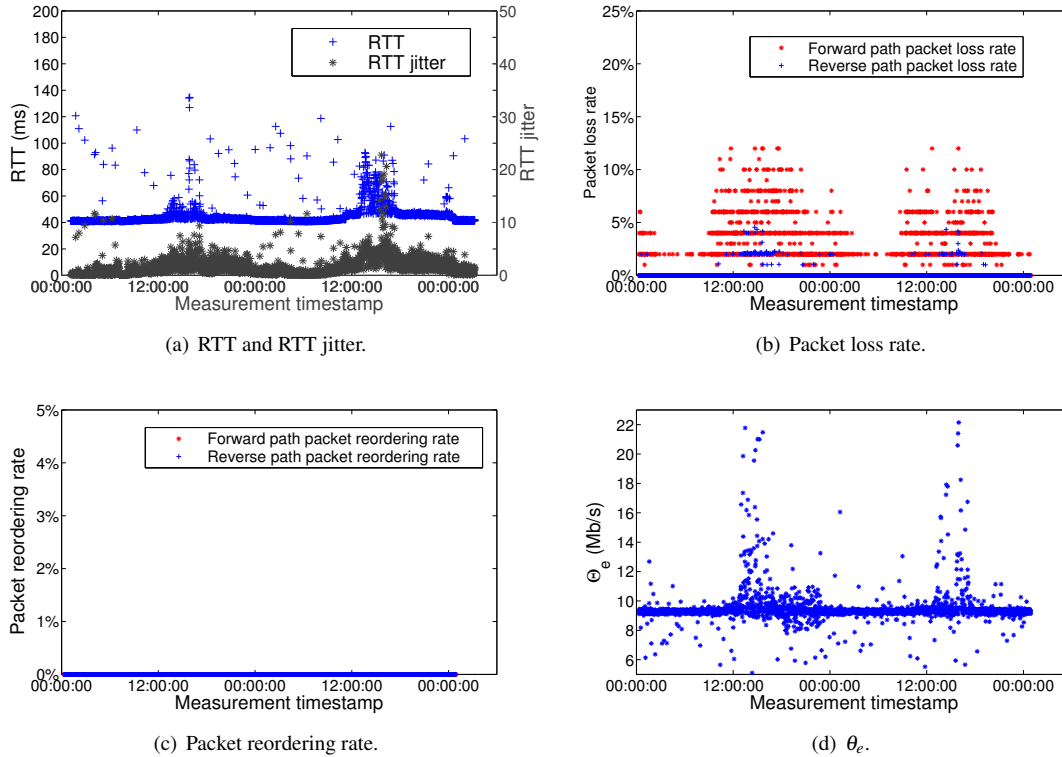 200
180
160
140
120
100
80
60
40
20
0
RTT (ms)
RTT
RTT jitter
50
40
30
20
10
0
RTT jitter
00:00:00 12:00:00 00:00:00 12:00:00 00:00:00
Measurement timestamp
(a) RTT and RTT jitter.
25%
20%
15%
10%
5%
0%
Packet loss rate
Forward path packet loss rate
Reverse path packet loss rate
00:00:00 12:00:00 00:00:00 12:00:00 00:00:00
Measurement timestamp
(b) Packet loss rate.
5%
4%
3%
2%
1%
0%
Packet reordering rate
Forward path packet reordering rate
Reverse path packet reordering rate
00:00:00 12:00:00 00:00:00 12:00:00 00:00:00
Measurement timestamp
(c) Packet reordering rate.
22
20
18
16
14
12
10
8
6
Θ_e (Mb/s)
00:00:00 12:00:00 00:00:00 12:00:00 00:00:00
Measurement timestamp
(d) θe.